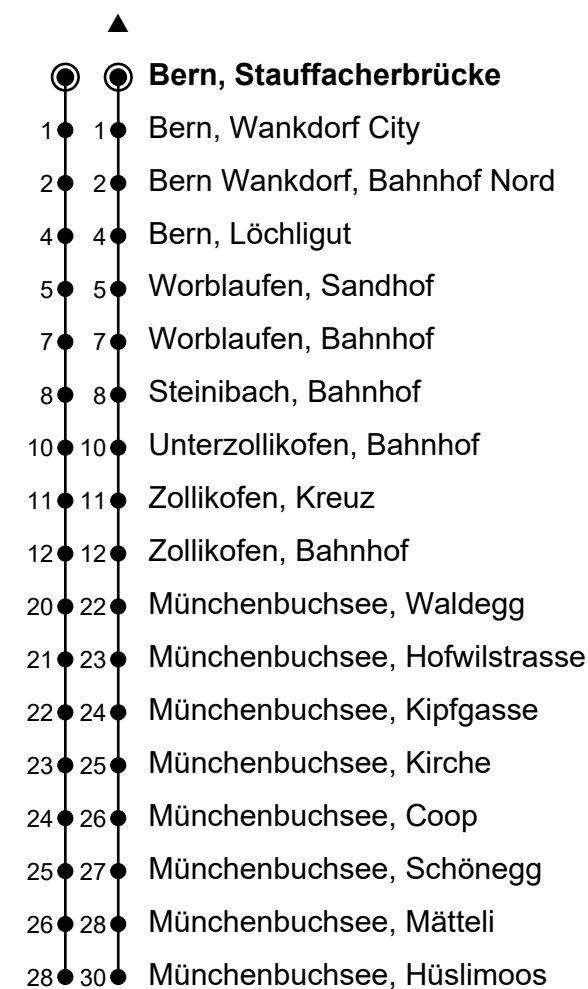 ▲
Bern, Stauffacherbrücke
1 1 Bern, Wankdorf City
2 2 Bern Wankdorf, Bahnhof Nord
4 4 Bern, Löchligut
5 5 Worblaufen, Sandhof
7 7 Worblaufen, Bahnhof
8 8 Steinibach, Bahnhof
10 10 Unterzollikofen, Bahnhof
11 11 Zollikofen, Kreuz
12 12 Zollikofen, Bahnhof
20 22 Münchenbuchsee, Waldegg
21 23 Münchenbuchsee, Hofwilstrasse
22 24 Münchenbuchsee, Kipfgasse
23 25 Münchenbuchsee, Kirche
24 26 Münchenbuchsee, Coop
25 27 Münchenbuchsee, Schönegg
26 28 Münchenbuchsee, Mätteli
28 30 Münchenbuchsee, Hüslimoos